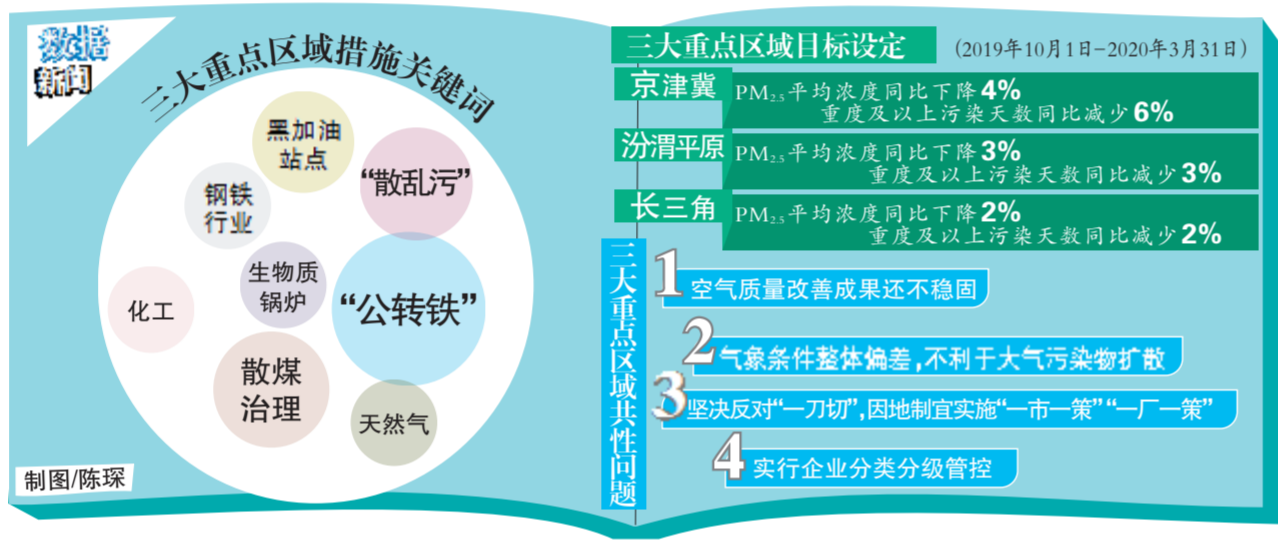 数据
新闻
三大重点区域措施关键词
黑加油
站点
“散乱污”
钢铁
行业
生物质
锅炉
“公转铁”
化工
散煤
治理
天然气
制图/陈琛
三大重点区域目标设定
(2019年10月1日-2020年3月31日)
京津冀
PM2.5平均浓度同比下降4%
重度及以上污染天数同比减少6%
汾渭平原
PM2.5平均浓度同比下降3%
重度及以上污染天数同比减少3%
长三角
PM2.5平均浓度同比下降2%
重度及以上污染天数同比减少2%
三大重点区域共性问题
1 空气质量改善成果还不稳固
2 气象条件整体偏差,不利于大气污染物扩散
3 坚决反对“一刀切”,因地制宜实施“一市一策”“一厂一策”
4 实行企业分类分级管控